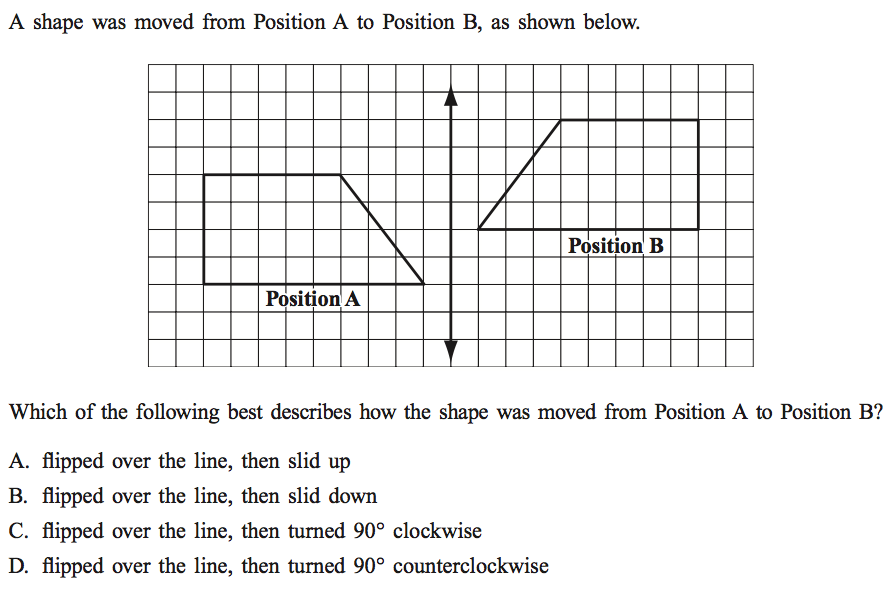 A shape was moved from Position A to Position B, as shown below.
Position B
Position A
Which of the following best describes how the shape was moved from Position A to Position B?
A. flipped over the line, then slid up
B. flipped over the line, then slid down
C. flipped over the line, then turned 90° clockwise
D. flipped over the line, then turned 90° counterclockwise